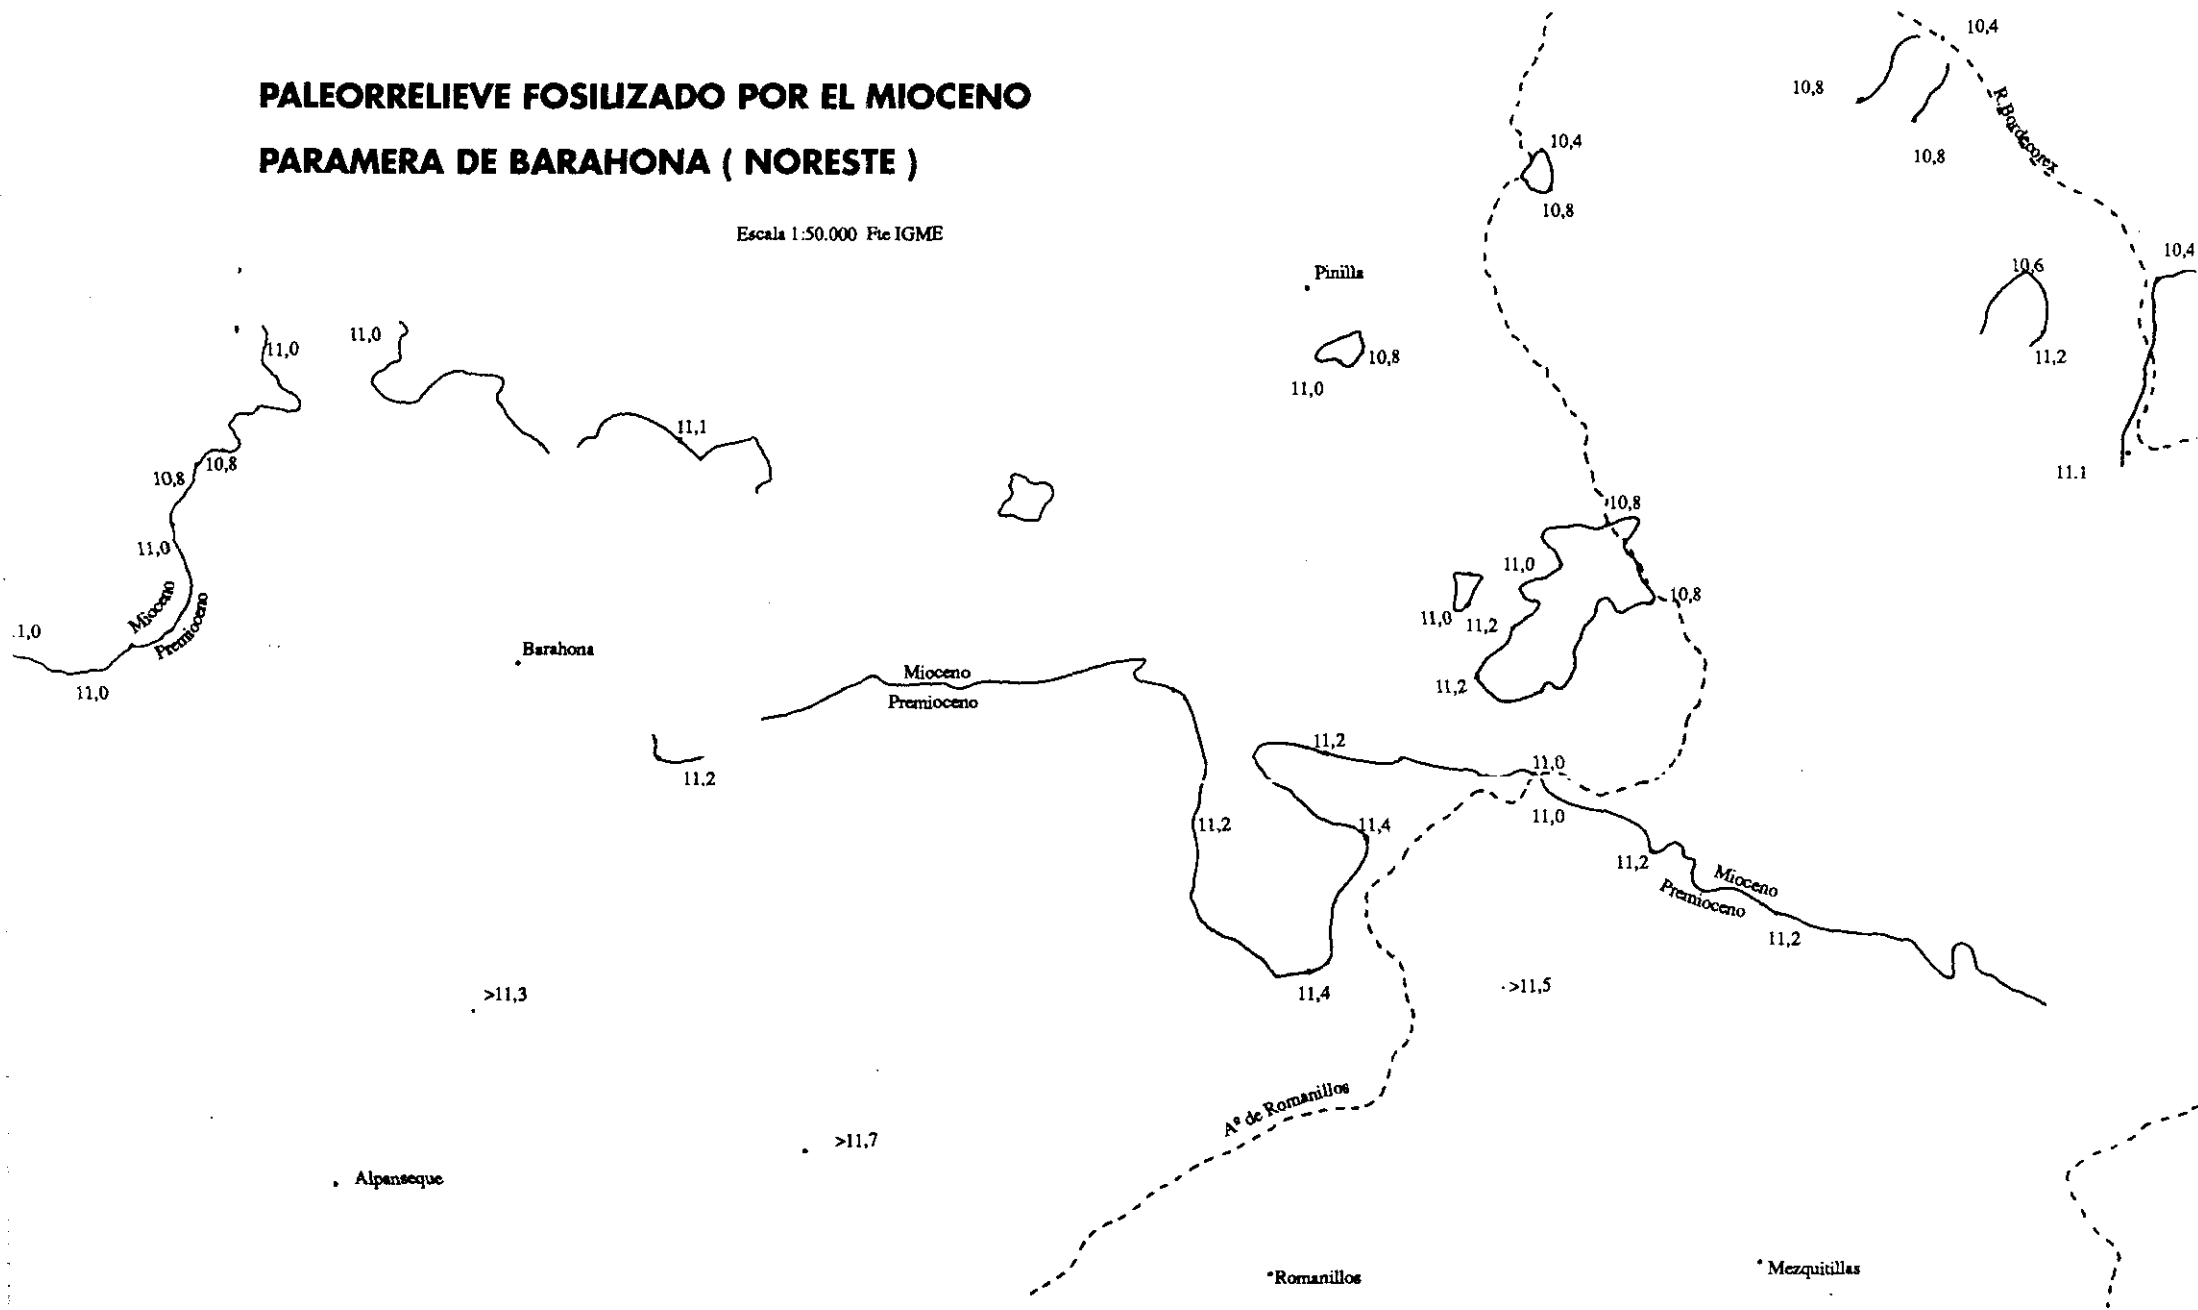 PALEORRELIEVE FOSILIZADO POR EL MIOCENO
PARAMERA DE BARAHONA ( NORESTE )
Escala 1:50.000 Fte IGME
10,4
10,8
R.Bordecorex
10,8
10,4
10,8
10,4
10,6
11,2
Pinilla
10,8
11,0
11,0
11,0
11,1
10,8
10,8
11,0
11.1
10,8
11,0
10,8
11,0
11,2
11,2
Mioceno
Premioceno
1,0
11,0
Barahona
Mioceno
Premioceno
11,2
11,2
11,0
11,0
11,2
11,4
11,2
Mioceno
Premioceno
11,2
11,4
>11,5
>11,3
>11,7
Aº de Romanillos
Alpanseque
Romanillos
Mezquitillas